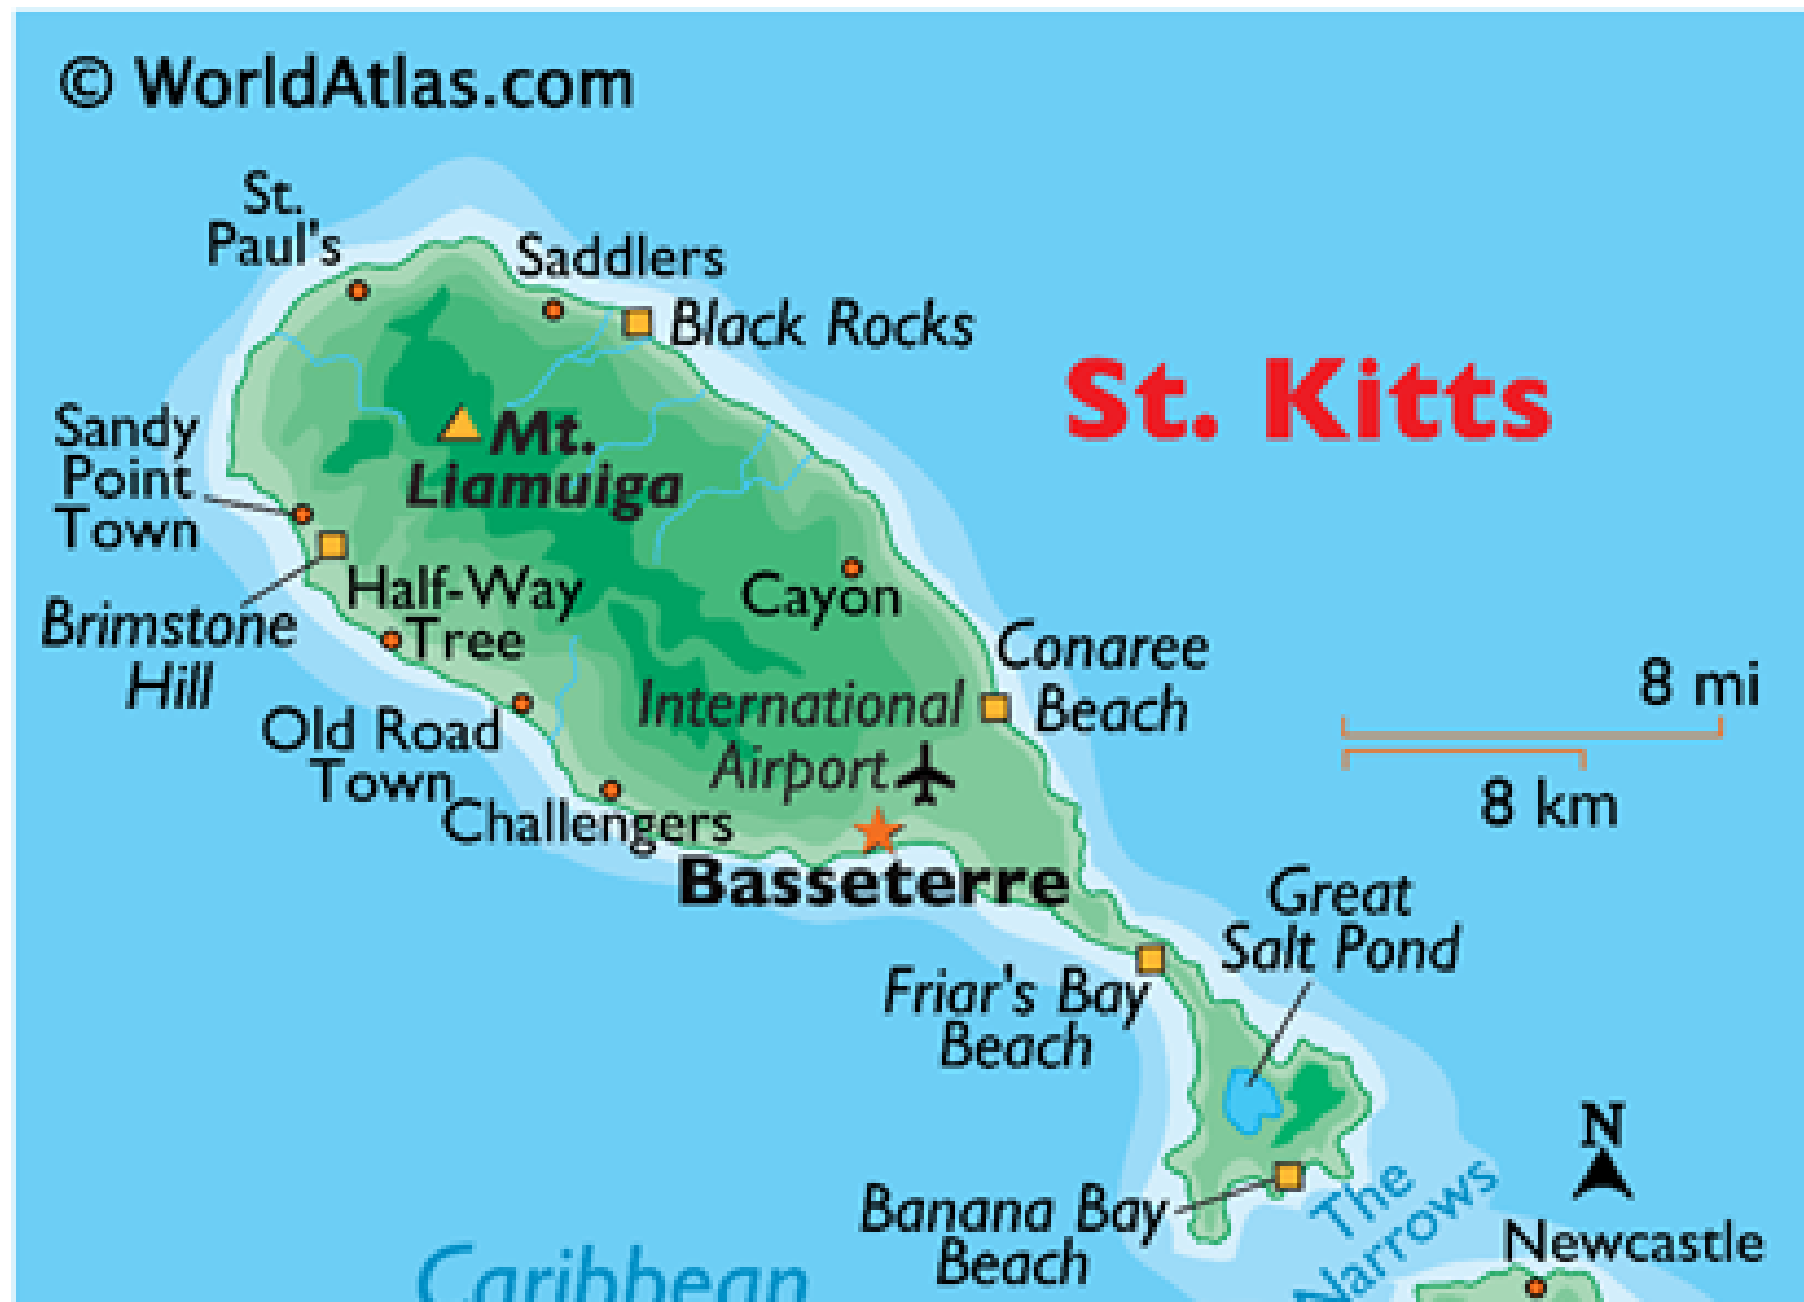 © WorldAtlas.com
St.
Paul's
Saddlers
Black Rocks
St. Kitts
Sandy
Point
Town
Mt.
Liamuiga
Brimstone
Hill
Half-Way
Tree
Cayon
Conaree
Beach
International
Airport
8 mi
8 km
Old Road
Town
Challengers
Basseterre
Great
Salt Pond
Friar's Bay
Beach
N
Banana Bay
Beach
The
Narrows
Newcastle
Caribbean